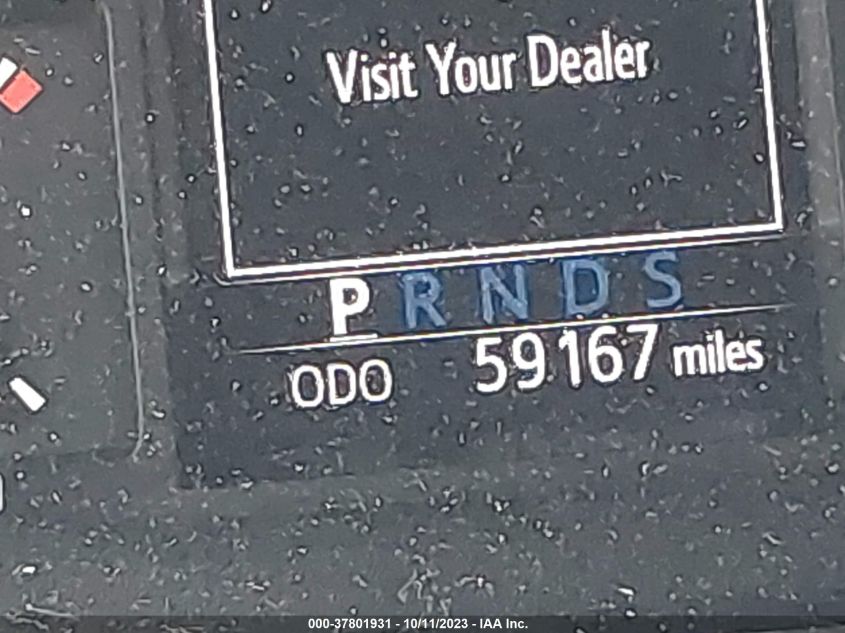 Visit Your Dealer
P R N D S
ODO 59167 miles
000-37801931 - 10/11/2023 - IAA Inc.